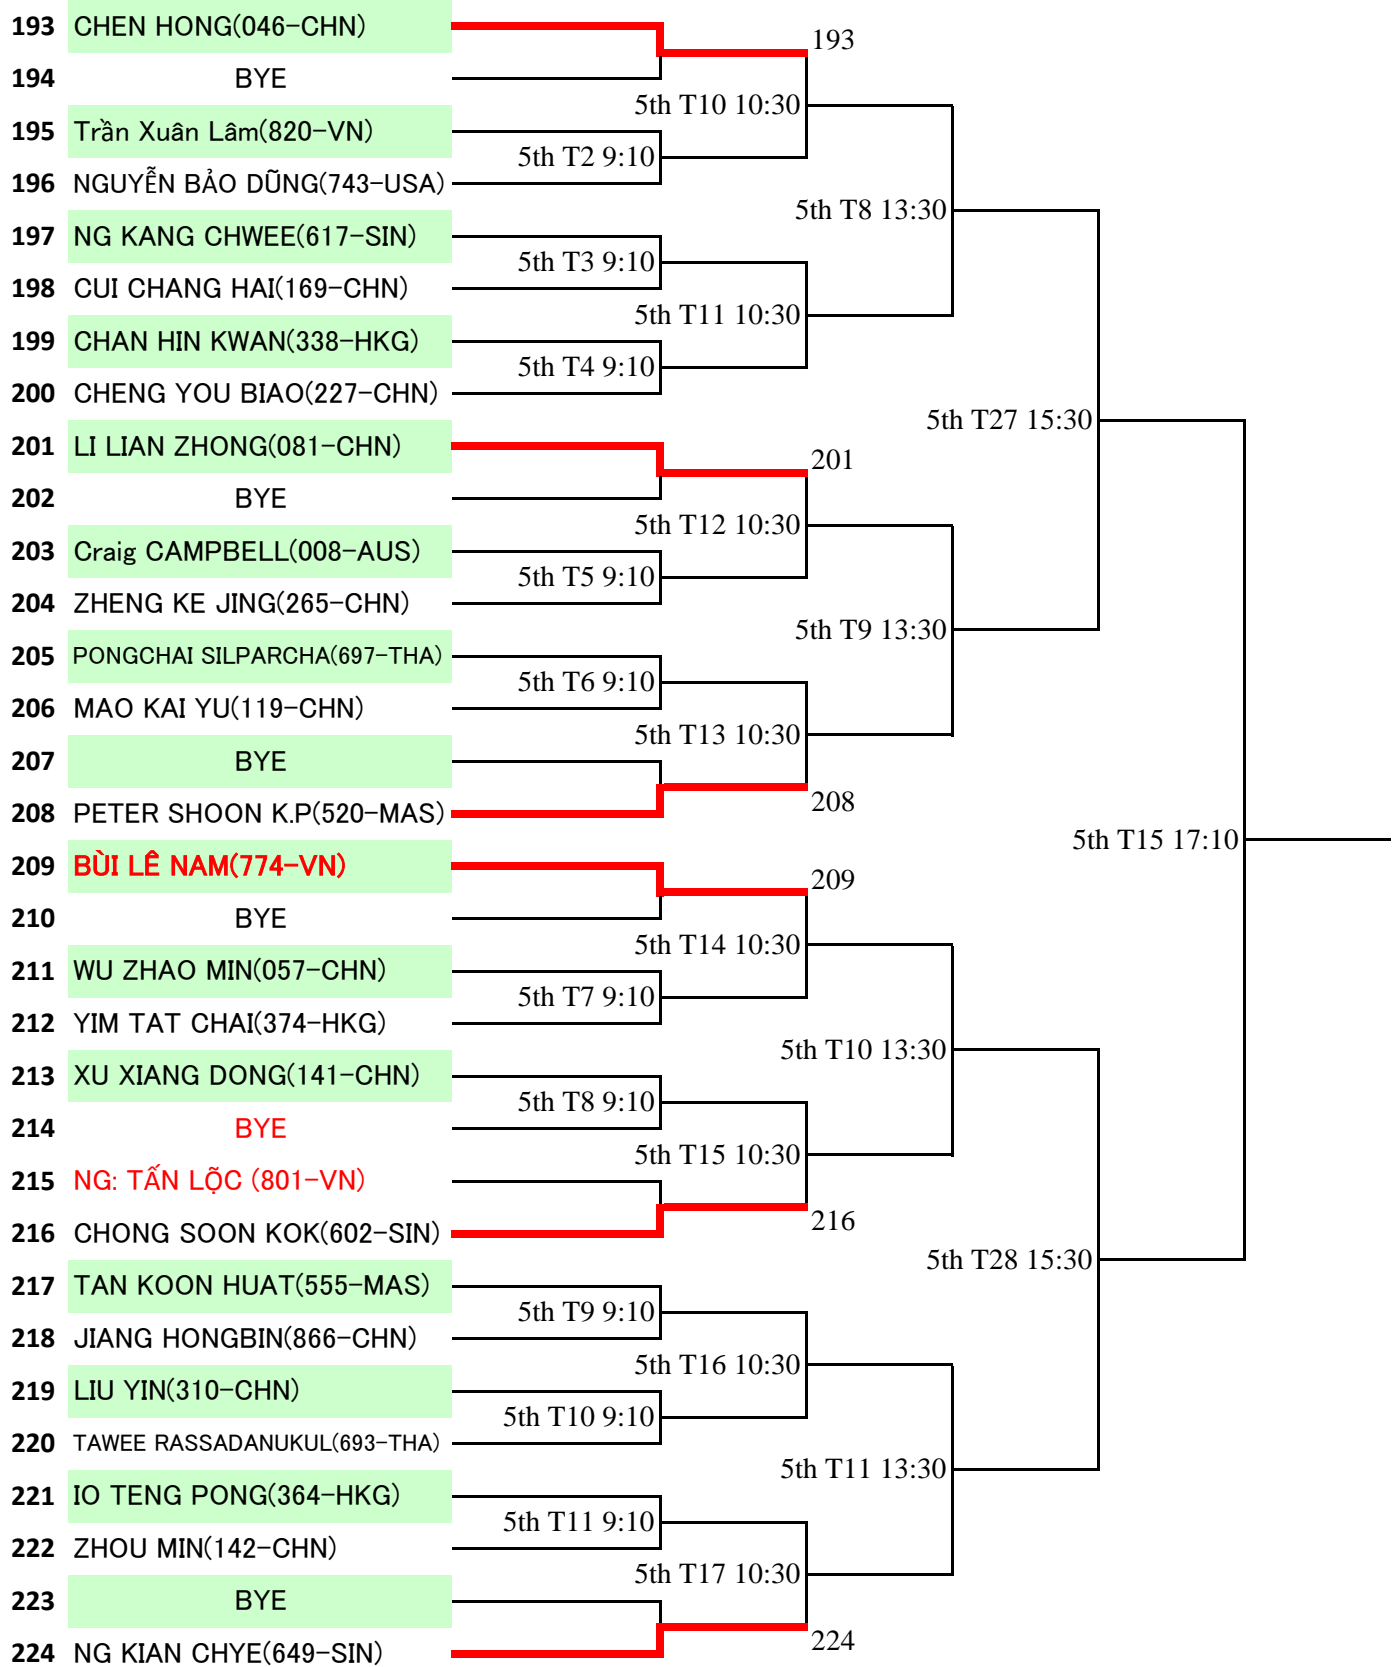 193 CHEN HONG(046-CHN)
193
194 BYE
5th T10 10:30
195 Trần Xuân Lâm(820-VN)
5th T2 9:10
196 NGUYỄN BẢO DŨNG(743-USA)
5th T8 13:30
197 NG KANG CHWEE(617-SIN)
5th T3 9:10
198 CUI CHANG HAI(169-CHN)
5th T11 10:30
199 CHAN HIN KWAN(338-HKG)
5th T4 9:10
200 CHENG YOU BIAO(227-CHN)
5th T27 15:30
201 LI LIAN ZHONG(081-CHN)
201
202 BYE
5th T12 10:30
203 Craig CAMPBELL(008-AUS)
5th T5 9:10
204 ZHENG KE JING(265-CHN)
5th T9 13:30
205 PONGCHAI SILPARCHA(697-THA)
5th T6 9:10
206 MAO KAI YU(119-CHN)
5th T13 10:30
207 BYE
208
208 PETER SHOON K.P(520-MAS)
5th T15 17:10
209 BÙI LÊ NAM(774-VN)
209
210 BYE
5th T14 10:30
211 WU ZHAO MIN(057-CHN)
5th T7 9:10
212 YIM TAT CHAI(374-HKG)
5th T10 13:30
213 XU XIANG DONG(141-CHN)
5th T8 9:10
214 BYE
5th T15 10:30
215 NG: TẤN LỘC (801-VN)
216
216 CHONG SOON KOK(602-SIN)
5th T28 15:30
217 TAN KOON HUAT(555-MAS)
5th T9 9:10
218 JIANG HONGBIN(866-CHN)
5th T16 10:30
219 LIU YIN(310-CHN)
5th T10 9:10
220 TAWEE RASSADANUKUL(693-THA)
5th T11 13:30
221 IO TENG PONG(364-HKG)
5th T11 9:10
222 ZHOU MIN(142-CHN)
5th T17 10:30
223 BYE
224
224 NG KIAN CHYE(649-SIN)